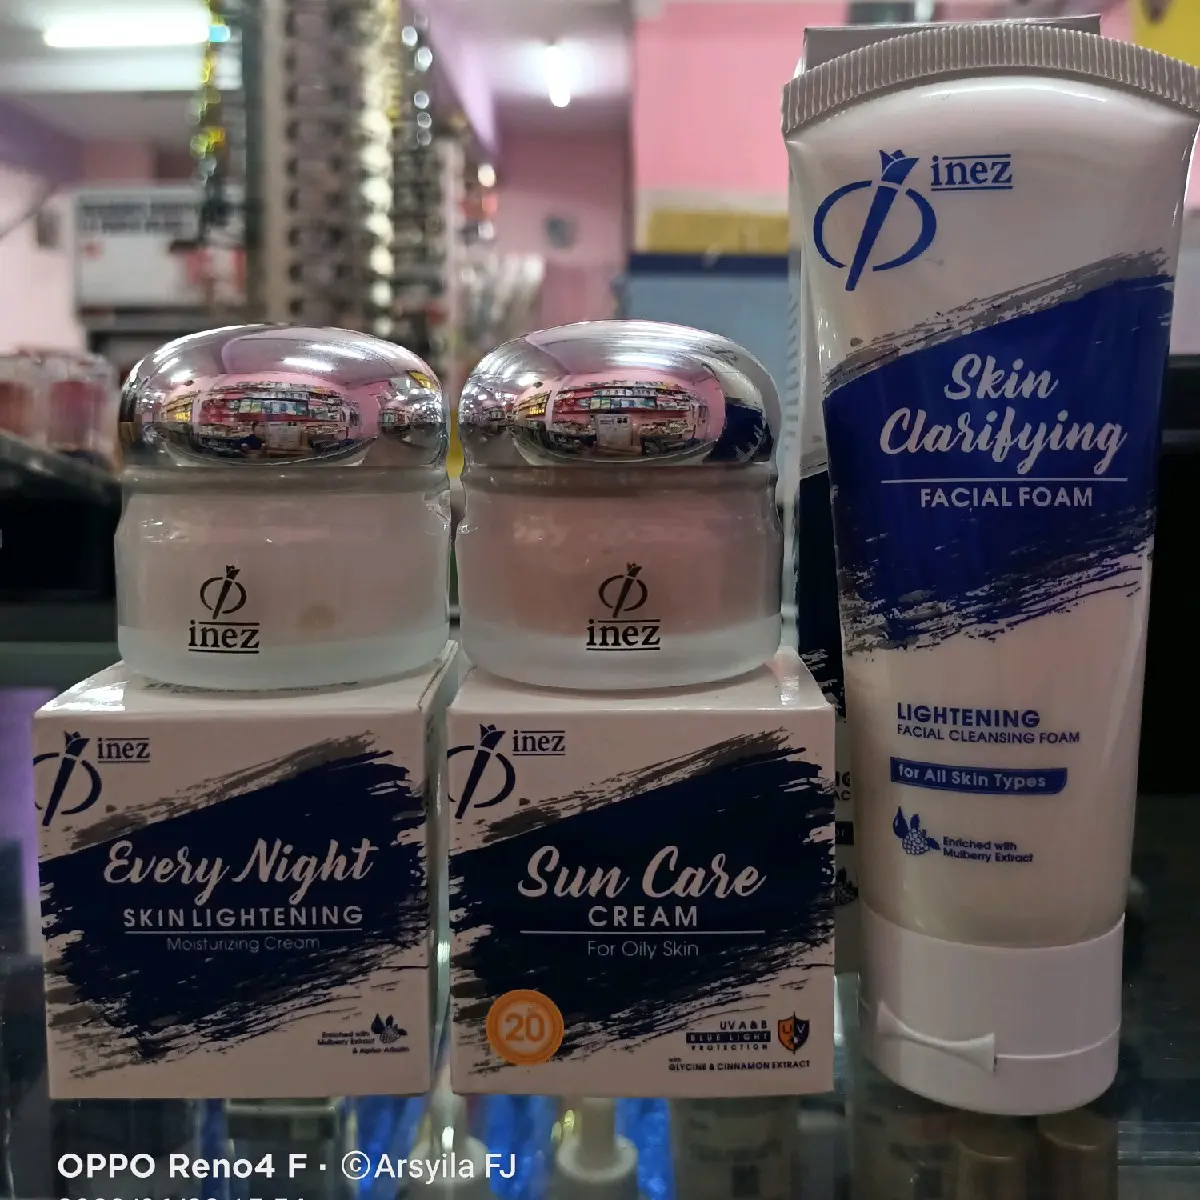 inez
Skin
Clarifying
FACIAL FOAM
LIGHTENING
FACIAL CLEANSING FOAM
for All Skin Types
Enriched with
Mulberry Extract
inez
inez
inez
Every Night
SKIN LIGHTENING
Moisturizing Cream
Enriched with
Mulberry Extract
inez
Sun Care
CREAM
For Oily Skin
20
UV A & B
BLUE LIGHT
PROTECTION
UV
with
GLYCINE & CINNAMON EXTRACT
OPPO Reno4 F · ©Arsyila FJ